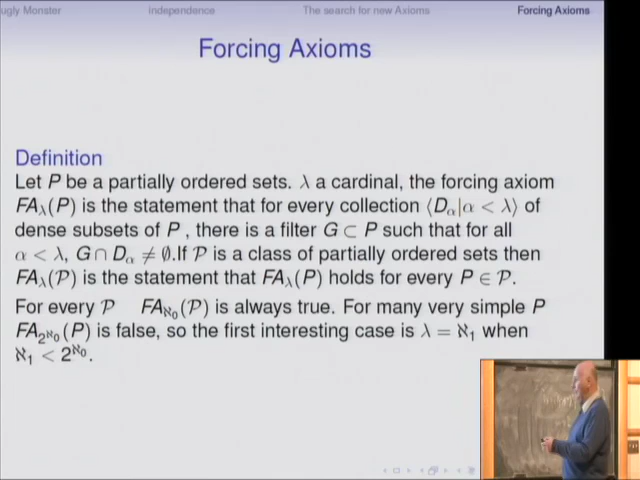 ugly Monster independence The search for new Axioms Forcing Axioms
Forcing Axioms
Definition
Let P be a partially ordered sets. λ a cardinal, the forcing axiom
FA_λ(P) is the statement that for every collection ⟨D_α|α < λ⟩ of
dense subsets of P , there is a filter G ⊂ P such that for all
α < λ, G ∩ D_α ≠ ∅.If 𝒫 is a class of partially ordered sets then
FA_λ(𝒫) is the statement that FA_λ(P) holds for every P ∈ 𝒫.
For every 𝒫 FA_ℵ₀(𝒫) is always true. For many very simple P
FA_2^ℵ₀(P) is false, so the first interesting case is λ = ℵ₁ when
ℵ₁ < 2^ℵ₀.